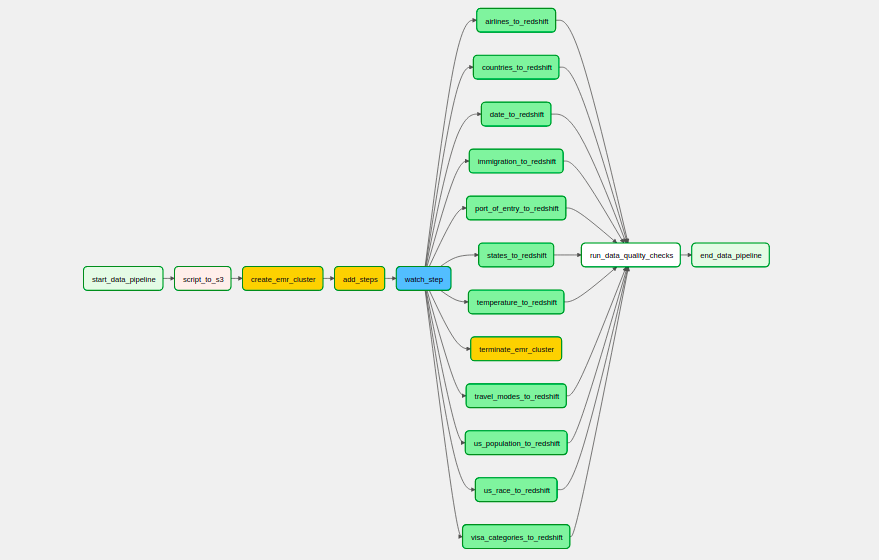 airlines_to_redshift
countries_to_redshift
date_to_redshift
immigration_to_redshift
port_of_entry_to_redshift
states_to_redshift
run_data_quality_checks
end_data_pipeline
start_data_pipeline
script_to_s3
create_emr_cluster
add_steps
watch_step
temperature_to_redshift
terminate_emr_cluster
travel_modes_to_redshift
us_population_to_redshift
us_race_to_redshift
visa_categories_to_redshift